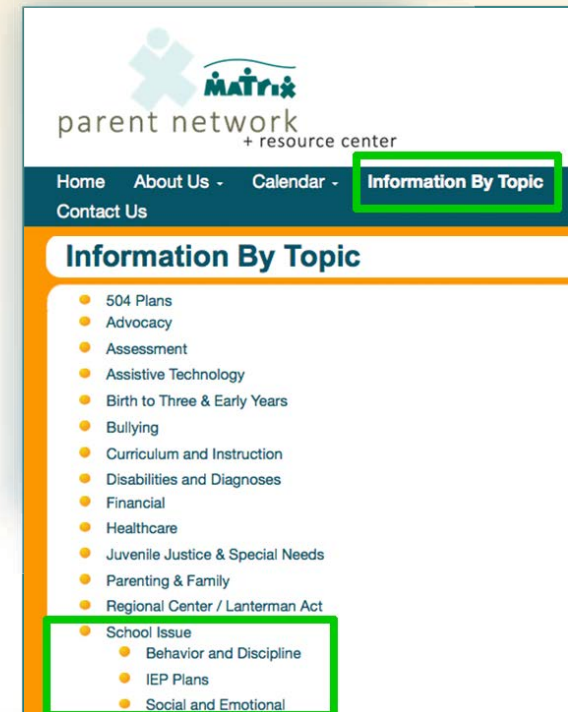 MATRIX
parent network
+ resource center
Home About Us - Calendar - Information By Topic
Contact Us
Information By Topic
504 Plans
Advocacy
Assessment
Assistive Technology
Birth to Three & Early Years
Bullying
Curriculum and Instruction
Disabilities and Diagnoses
Financial
Healthcare
Juvenile Justice & Special Needs
Parenting & Family
Regional Center / Lanterman Act
School Issue
Behavior and Discipline
IEP Plans
Social and Emotional